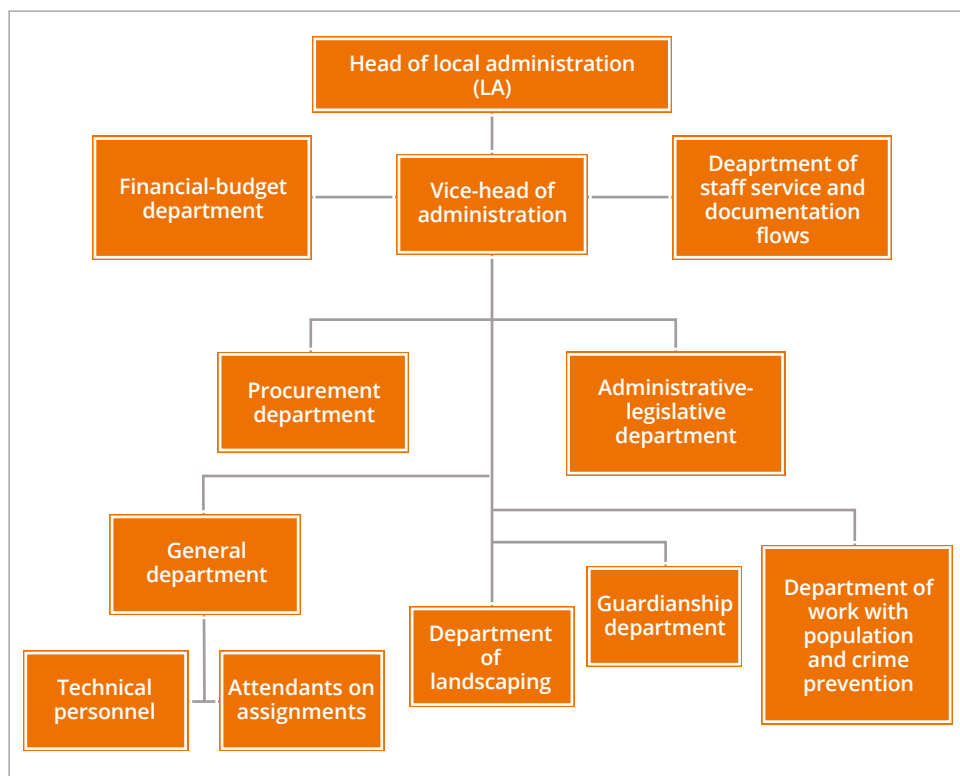 Head of local administration
(LA)
Financial-budget
department
Vice-head of
administration
Deaprtment of
staff service and
documentation
flows
Procurement
department
Administrative-
legislative
department
General
department
Department
of
landscaping
Guardianship
department
Department of
work with
population
and crime
prevention
Technical
personnel
Attendants on
assignments